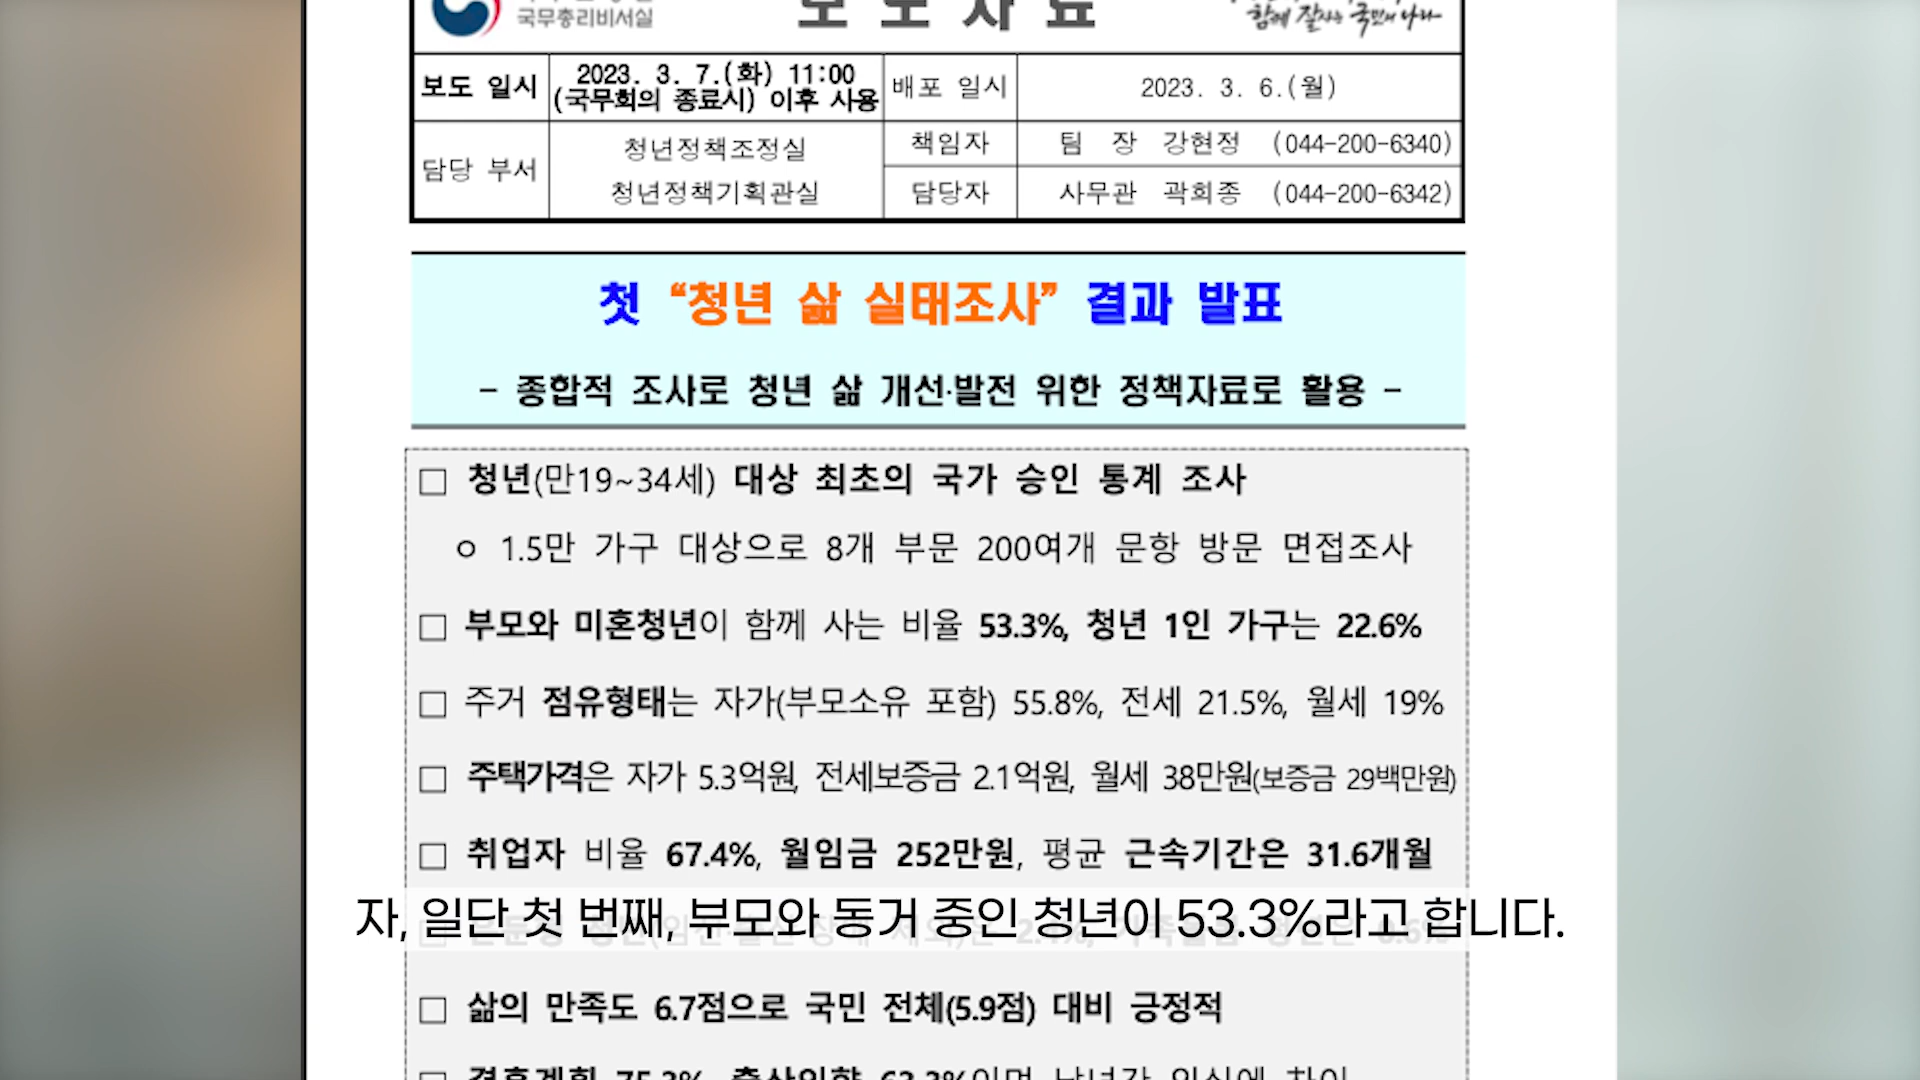 국무총리비서실
보도자료
함께 잘사는 국민의 나라
보도 일시 2023. 3. 7.(화) 11:00 (국무회의 종료시) 이후 사용 배포 일시 2023. 3. 6.(월)
담당 부서 청년정책조정실 책임자 팀 장 강현정 (044-200-6340)
청년정책기획관실 담당자 사무관 곽희종 (044-200-6342)
첫 “청년 삶 실태조사” 결과 발표
- 종합적 조사로 청년 삶 개선·발전 위한 정책자료로 활용 -
□ 청년(만19~34세) 대상 최초의 국가 승인 통계 조사
ㅇ 1.5만 가구 대상으로 8개 부문 200여개 문항 방문 면접조사
□ 부모와 미혼청년이 함께 사는 비율 53.3%, 청년 1인 가구는 22.6%
□ 주거 점유형태는 자가(부모소유 포함) 55.8%, 전세 21.5%, 월세 19%
□ 주택가격은 자가 5.3억원, 전세보증금 2.1억원, 월세 38만원(보증금 29백만원)
□ 취업자 비율 67.4%, 월임금 252만원, 평균 근속기간은 31.6개월
자, 일단 첫 번째, 부모와 동거 중인 청년이 53.3%라고 합니다.
□ 삶의 만족도 6.7점으로 국민 전체(5.9점) 대비 긍정적